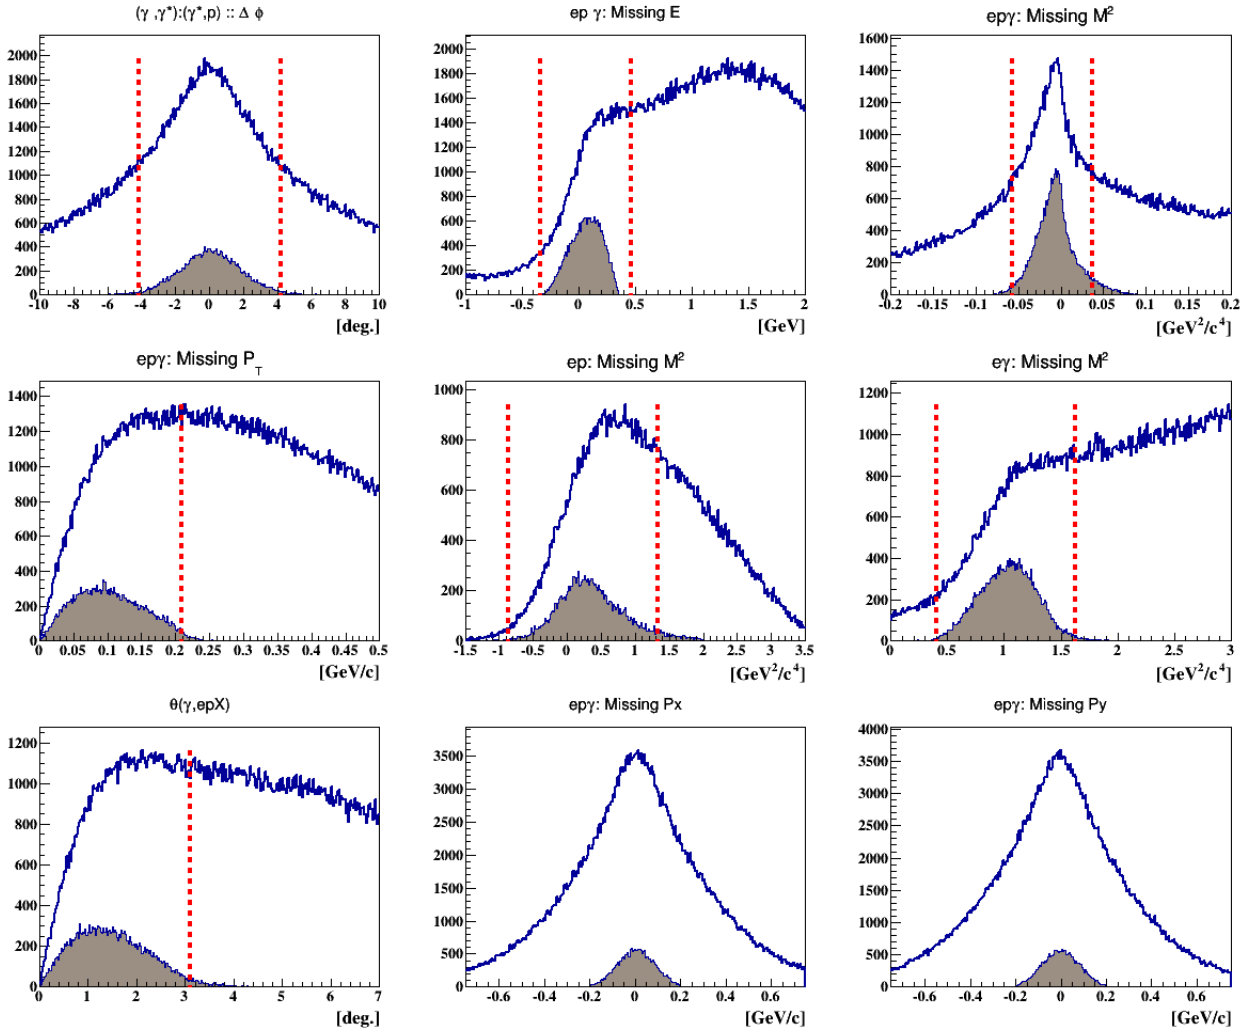 (γ ,γ*):(γ*,p) :: Δ φ
2000
1800
1600
1400
1200
1000
800
600
400
200
0
-10 -8 -6 -4 -2 0 2 4 6 8 10
[deg.]
ep γ: Missing E
2000
1800
1600
1400
1200
1000
800
600
400
200
0
-1 -0.5 0 0.5 1 1.5 2
[GeV]
epγ: Missing M²
1600
1400
1200
1000
800
600
400
200
0
-0.2 -0.15 -0.1 -0.05 0 0.05 0.1 0.15 0.2
[GeV²/c⁴]
epγ: Missing P_T
1400
1200
1000
800
600
400
200
0
0 0.05 0.1 0.15 0.2 0.25 0.3 0.35 0.4 0.45 0.5
[GeV/c]
ep: Missing M²
1000
800
600
400
200
0
-1.5 -1 -0.5 0 0.5 1 1.5 2 2.5 3 3.5
[GeV²/c⁴]
eγ: Missing M²
1200
1000
800
600
400
200
0
0 0.5 1 1.5 2 2.5 3
[GeV²/c⁴]
θ(γ,epX)
1200
1000
800
600
400
200
0
0 1 2 3 4 5 6 7
[deg.]
epγ: Missing Px
3500
3000
2500
2000
1500
1000
500
0
-0.6 -0.4 -0.2 0 0.2 0.4 0.6
[GeV/c]
epγ: Missing Py
4000
3500
3000
2500
2000
1500
1000
500
0
-0.6 -0.4 -0.2 0 0.2 0.4 0.6
[GeV/c]